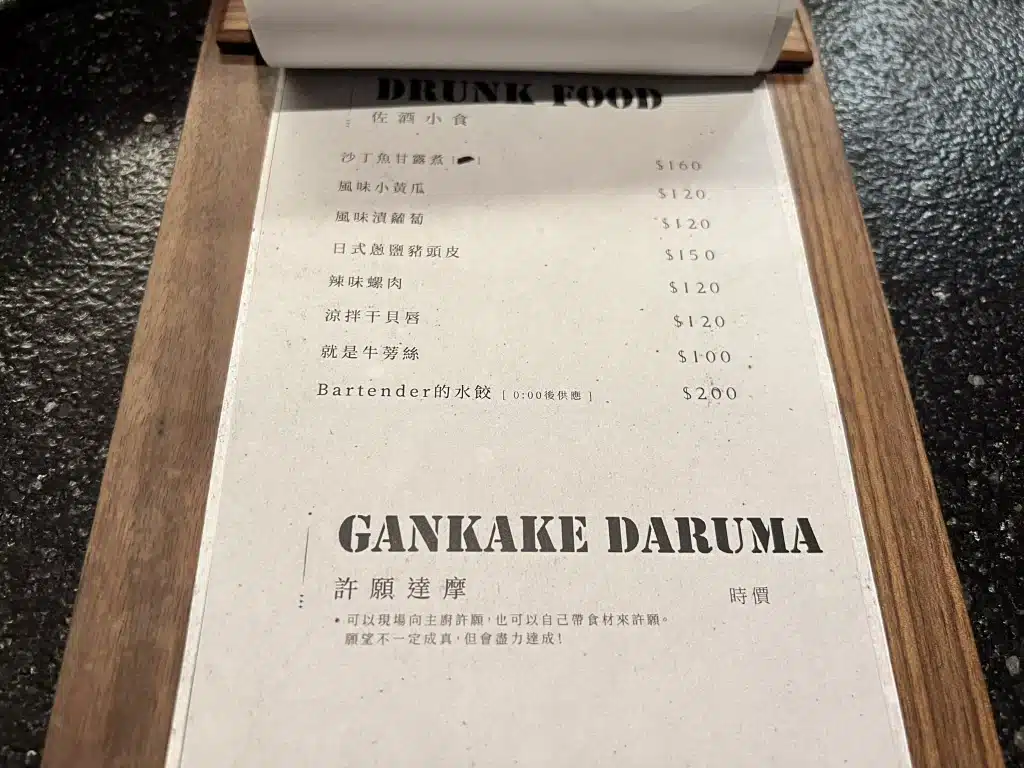 DRUNK FOOD
佐酒小食
沙丁魚甘露煮 $160
風味小黃瓜 $120
風味漬蘿蔔 $120
日式蔥鹽豬頭皮 $150
辣味螺肉 $120
涼拌干貝唇 $120
就是牛蒡絲 $100
Bartender的水餃 [ 0:00後供應 ] $200
GANKAKE DARUMA
許願達摩 時價
• 可以現場向主廚許願,也可以自己帶食材來許願。
願望不一定成真,但會盡力達成!